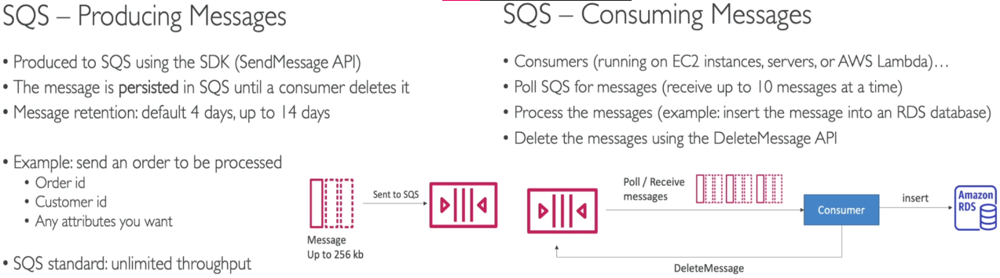 SQS – Producing Messages
• Produced to SQS using the SDK (SendMessage API)
• The message is persisted in SQS until a consumer deletes it
• Message retention: default 4 days, up to 14 days
• Example: send an order to be processed
• Order id
• Customer id
• Any attributes you want
• SQS standard: unlimited throughput
Message
Up to 256 kb
Sent to SQS
SQS – Consuming Messages
• Consumers (running on EC2 instances, servers, or AWS Lambda)…
• Poll SQS for messages (receive up to 10 messages at a time)
• Process the messages (example: insert the message into an RDS database)
• Delete the messages using the DeleteMessage API
Poll / Receive
messages
Consumer
insert
Amazon
RDS
DeleteMessage